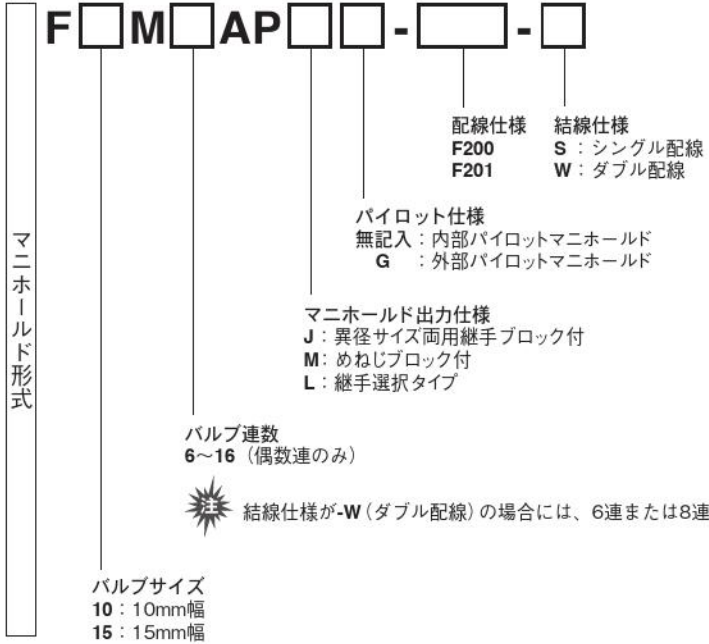 F□M□AP□□-□-□
配線仕様
F200
F201
結線仕様
S：シングル配線
W：ダブル配線
パイロット仕様
無記入：内部パイロットマニホールド
G：外部パイロットマニホールド
マニホールド出力仕様
J：異径サイズ両用継手ブロック付
M：めねじブロック付
L：継手選択タイプ
バルブ連数
6～16（偶数連のみ）
注 結線仕様が-W（ダブル配線）の場合には、6連または8連
バルブサイズ
10：10mm幅
15：15mm幅
マニホールド形式